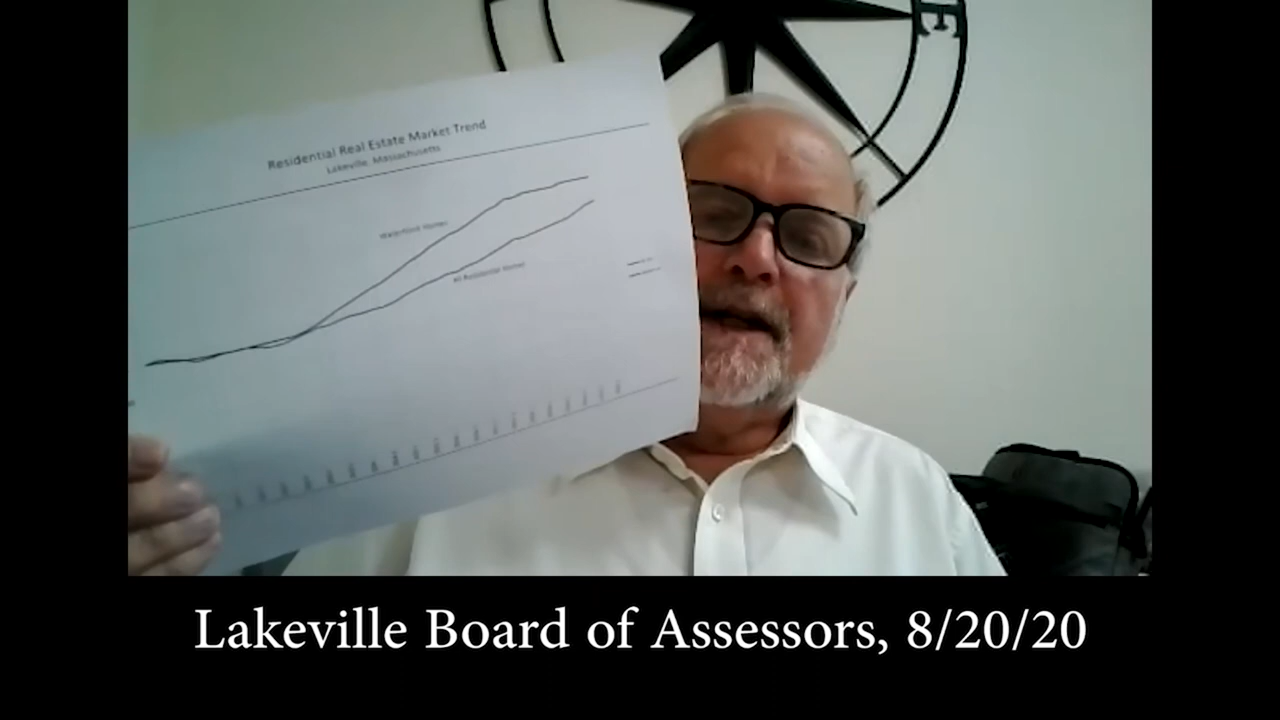 E
Residential Real Estate Market Trend
Lakeville, Massachusetts
Waterfront Homes
All Residential Homes
Lakeville Board of Assessors, 8/20/20